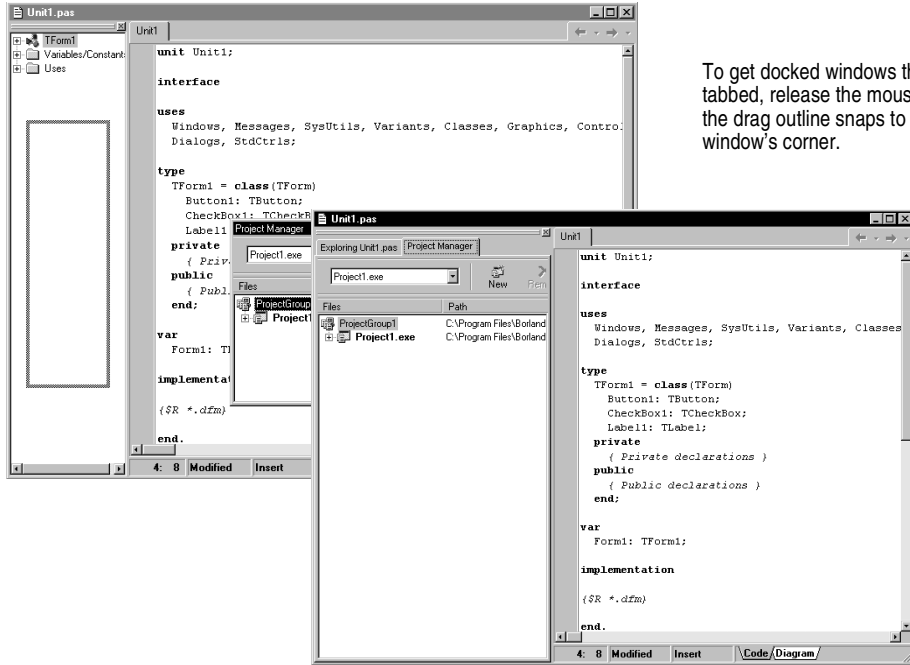 Unit1.pas
TForm1
Variables/Constants
Uses
Unit1
unit Unit1;
interface
uses
Windows, Messages, SysUtils, Variants, Classes, Graphics, Contro
Dialogs, StdCtrls;
type
TForm1 = class(TForm)
Button1: TButton;
CheckBox1: TCheckB
Label1
private
{ Priv
public
{ Publ
end;
var
Form1: T
implementat
{$R *.dfm}
end.
4: 8 Modified Insert
Project Manager
Project1.exe
Files
ProjectGroup
Project1
To get docked windows th
tabbed, release the mous
the drag outline snaps to
window's corner.
Unit1.pas
Exploring Unit1.pas Project Manager
Project1.exe
New Rem
Files Path
ProjectGroup1 C:\Program Files\Borland
Project1.exe C:\Program Files\Borland
Unit1
unit Unit1;
interface
uses
Windows, Messages, SysUtils, Variants, Classes
Dialogs, StdCtrls;
type
TForm1 = class(TForm)
Button1: TButton;
CheckBox1: TCheckBox;
Label1: TLabel;
private
{ Private declarations }
public
{ Public declarations }
end;
var
Form1: TForm1;
implementation
{$R *.dfm}
end.
4: 8 Modified Insert Code Diagram